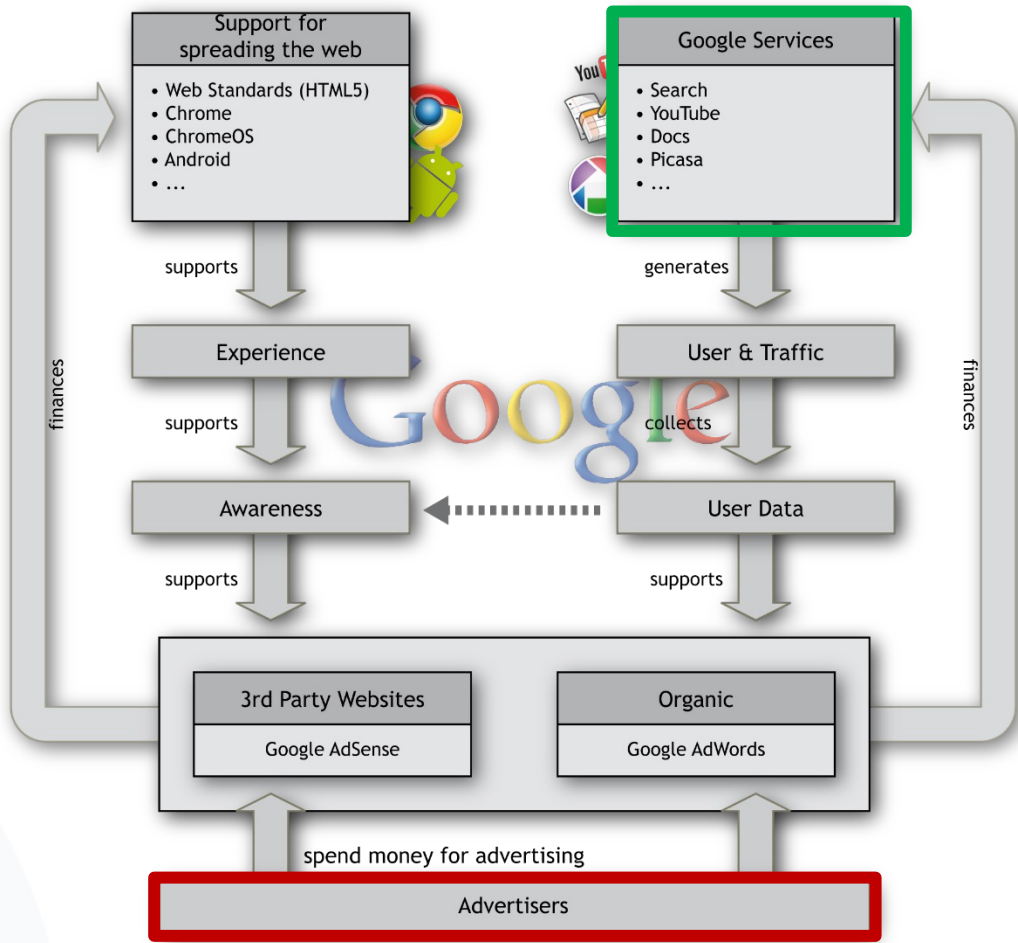 Support for
spreading the web
• Web Standards (HTML5)
• Chrome
• ChromeOS
• Android
• ...
Google Services
You
• Search
• YouTube
• Docs
• Picasa
• ...
supports
generates
Experience
User & Traffic
finances
finances
Google
supports
collects
Awareness
User Data
supports
supports
3rd Party Websites
Google AdSense
Organic
Google AdWords
spend money for advertising
Advertisers